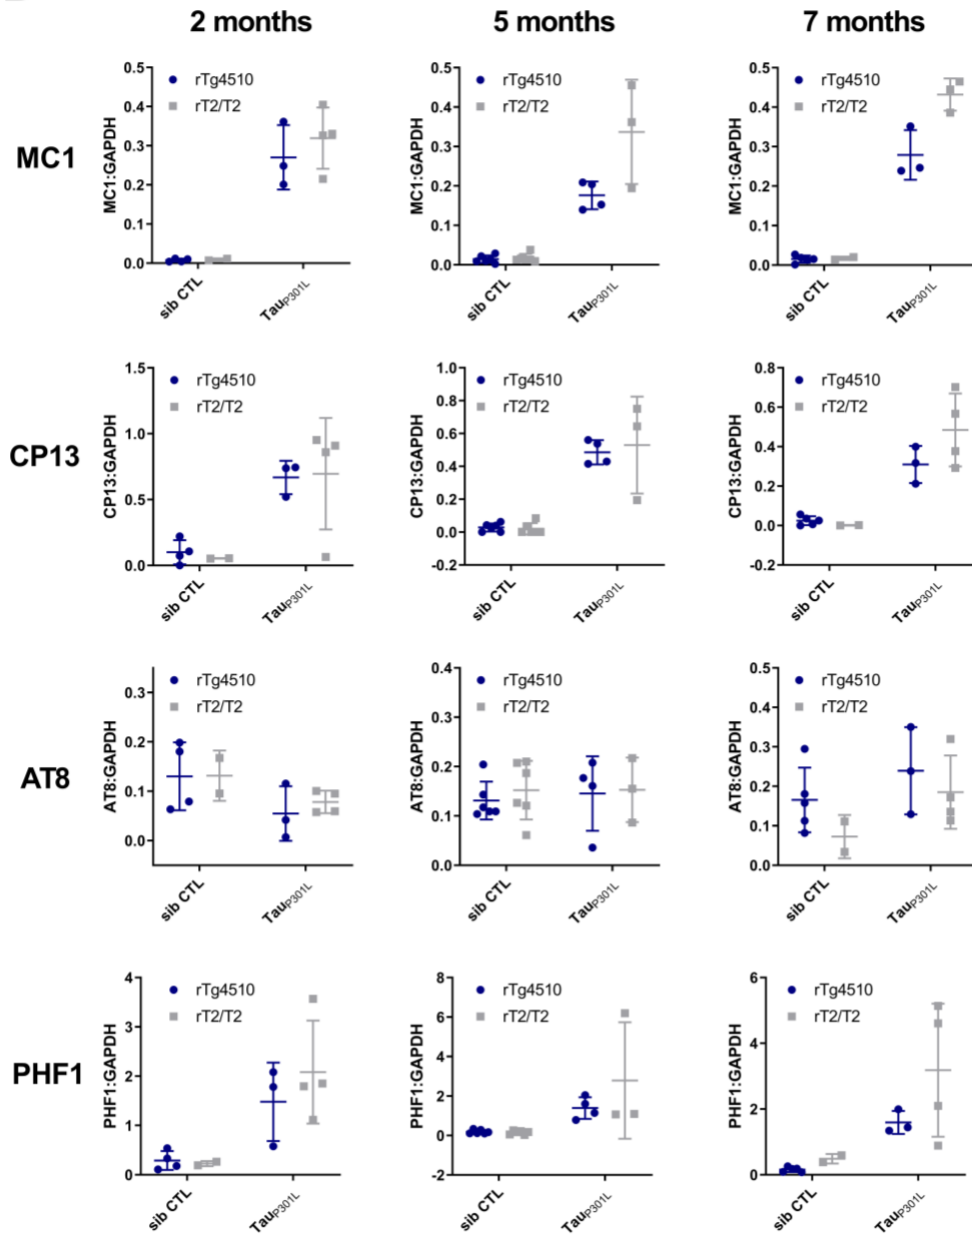 2 months
5 months
7 months
MC1
MC1:GAPDH
0.5
0.4
0.3
0.2
0.1
0.0
rTg4510
rT2/T2
sib CTL
TauP301L
MC1:GAPDH
0.5
0.4
0.3
0.2
0.1
0.0
rTg4510
rT2/T2
sib CTL
TauP301L
MC1:GAPDH
0.5
0.4
0.3
0.2
0.1
0.0
rTg4510
rT2/T2
sib CTL
TauP301L
CP13
CP13:GAPDH
1.5
1.0
0.5
0.0
rTg4510
rT2/T2
sib CTL
TauP301L
CP13:GAPDH
1.0
0.8
0.6
0.4
0.2
0.0
-0.2
rTg4510
rT2/T2
sib CTL
TauP301L
CP13:GAPDH
0.8
0.6
0.4
0.2
0.0
-0.2
rTg4510
rT2/T2
sib CTL
TauP301L
AT8
AT8:GAPDH
0.3
0.2
0.1
0.0
rTg4510
rT2/T2
sib CTL
TauP301L
AT8:GAPDH
0.4
0.3
0.2
0.1
0.0
rTg4510
rT2/T2
sib CTL
TauP301L
AT8:GAPDH
0.5
0.4
0.3
0.2
0.1
0.0
rTg4510
rT2/T2
sib CTL
TauP301L
PHF1
PHF1:GAPDH
4
3
2
1
0
rTg4510
rT2/T2
sib CTL
TauP301L
PHF1:GAPDH
8
6
4
2
0
-2
rTg4510
rT2/T2
sib CTL
TauP301L
PHF1:GAPDH
6
4
2
0
rTg4510
rT2/T2
sib CTL
TauP301L